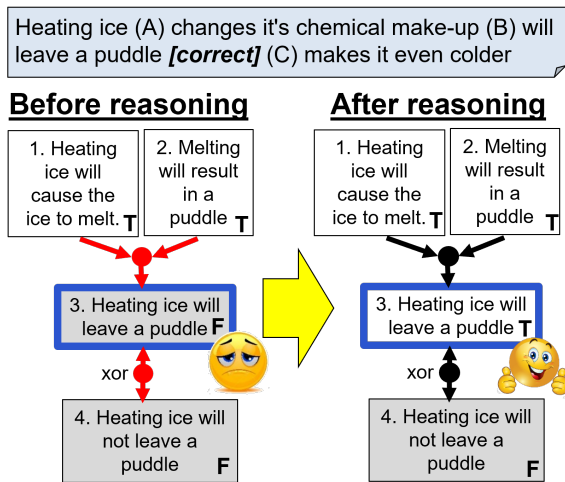 Heating ice (A) changes it's chemical make-up (B) will
leave a puddle [correct] (C) makes it even colder
Before reasoning
1. Heating
ice will
cause the
ice to melt. T
2. Melting
will result
in a
puddle T
3. Heating ice will
leave a puddle F
xor
4. Heating ice will
not leave a
puddle F
After reasoning
1. Heating
ice will
cause the
ice to melt. T
2. Melting
will result
in a
puddle T
3. Heating ice will
leave a puddle T
xor
4. Heating ice will
not leave a
puddle F